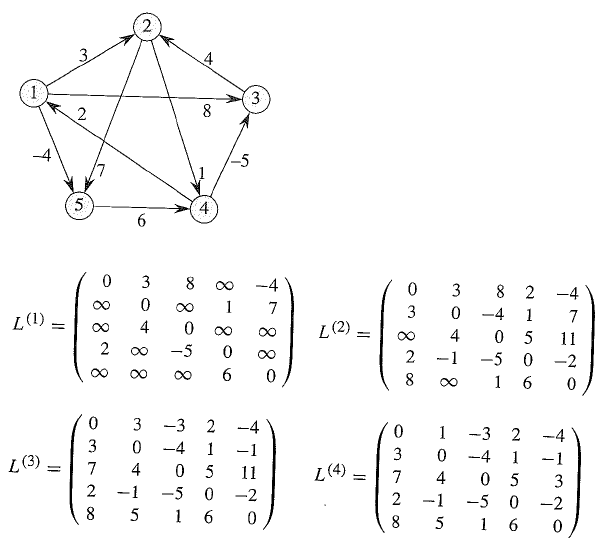 2
3
4
1
3
2
8
-4
7
1
-5
5
6
4
L(1) =
0 3 8 ∞ -4
∞ 0 ∞ 1 7
∞ 4 0 ∞ ∞
2 ∞ -5 0 ∞
∞ ∞ ∞ 6 0
L(2) =
0 3 8 2 -4
3 0 -4 1 7
∞ 4 0 5 11
2 -1 -5 0 -2
8 ∞ 1 6 0
L(3) =
0 3 -3 2 -4
3 0 -4 1 -1
7 4 0 5 11
2 -1 -5 0 -2
8 5 1 6 0
L(4) =
0 1 -3 2 -4
3 0 -4 1 -1
7 4 0 5 3
2 -1 -5 0 -2
8 5 1 6 0